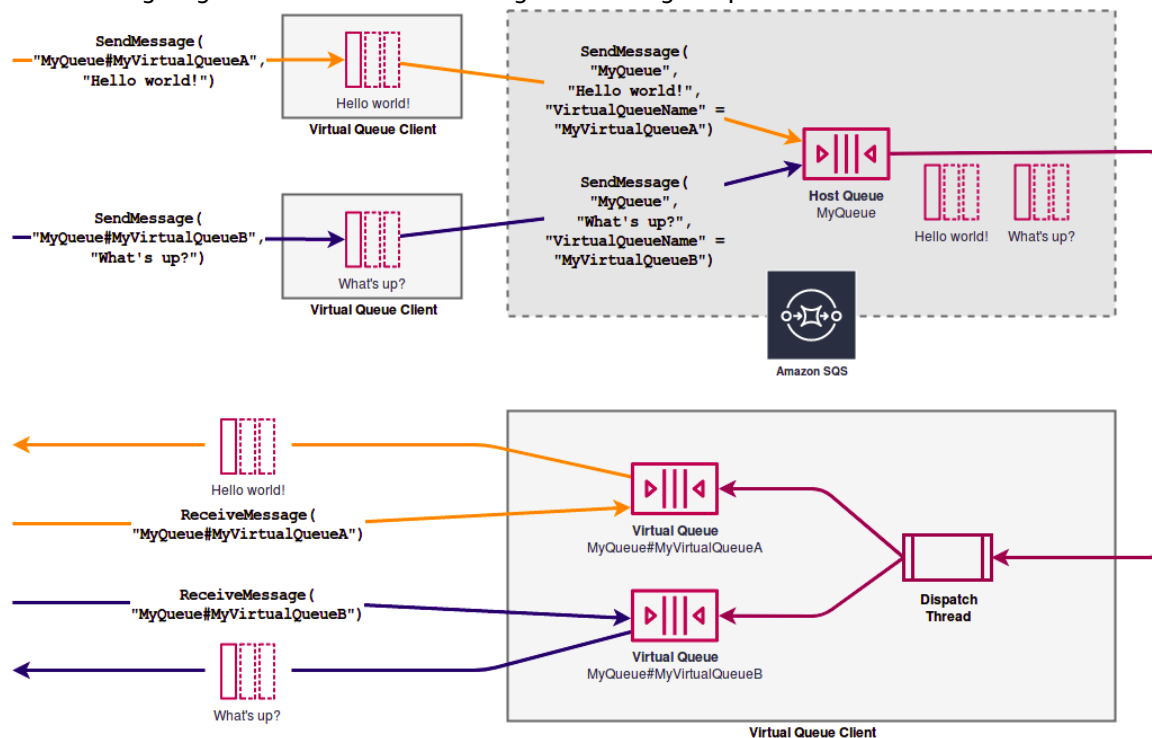 SendMessage(
"MyQueue#MyVirtualQueueA",
"Hello world!")
Hello world!
Virtual Queue Client
SendMessage(
"MyQueue",
"Hello world!",
"VirtualQueueName" =
"MyVirtualQueueA")
SendMessage(
"MyQueue#MyVirtualQueueB",
"What's up?")
What's up?
Virtual Queue Client
SendMessage(
"MyQueue",
"What's up?",
"VirtualQueueName" =
"MyVirtualQueueB")
Host Queue
MyQueue
Hello world!
What's up?
Amazon SQS
Hello world!
ReceiveMessage(
"MyQueue#MyVirtualQueueA")
Virtual Queue
MyQueue#MyVirtualQueueA
ReceiveMessage(
"MyQueue#MyVirtualQueueB")
Virtual Queue
MyQueue#MyVirtualQueueB
What's up?
Dispatch
Thread
Virtual Queue Client